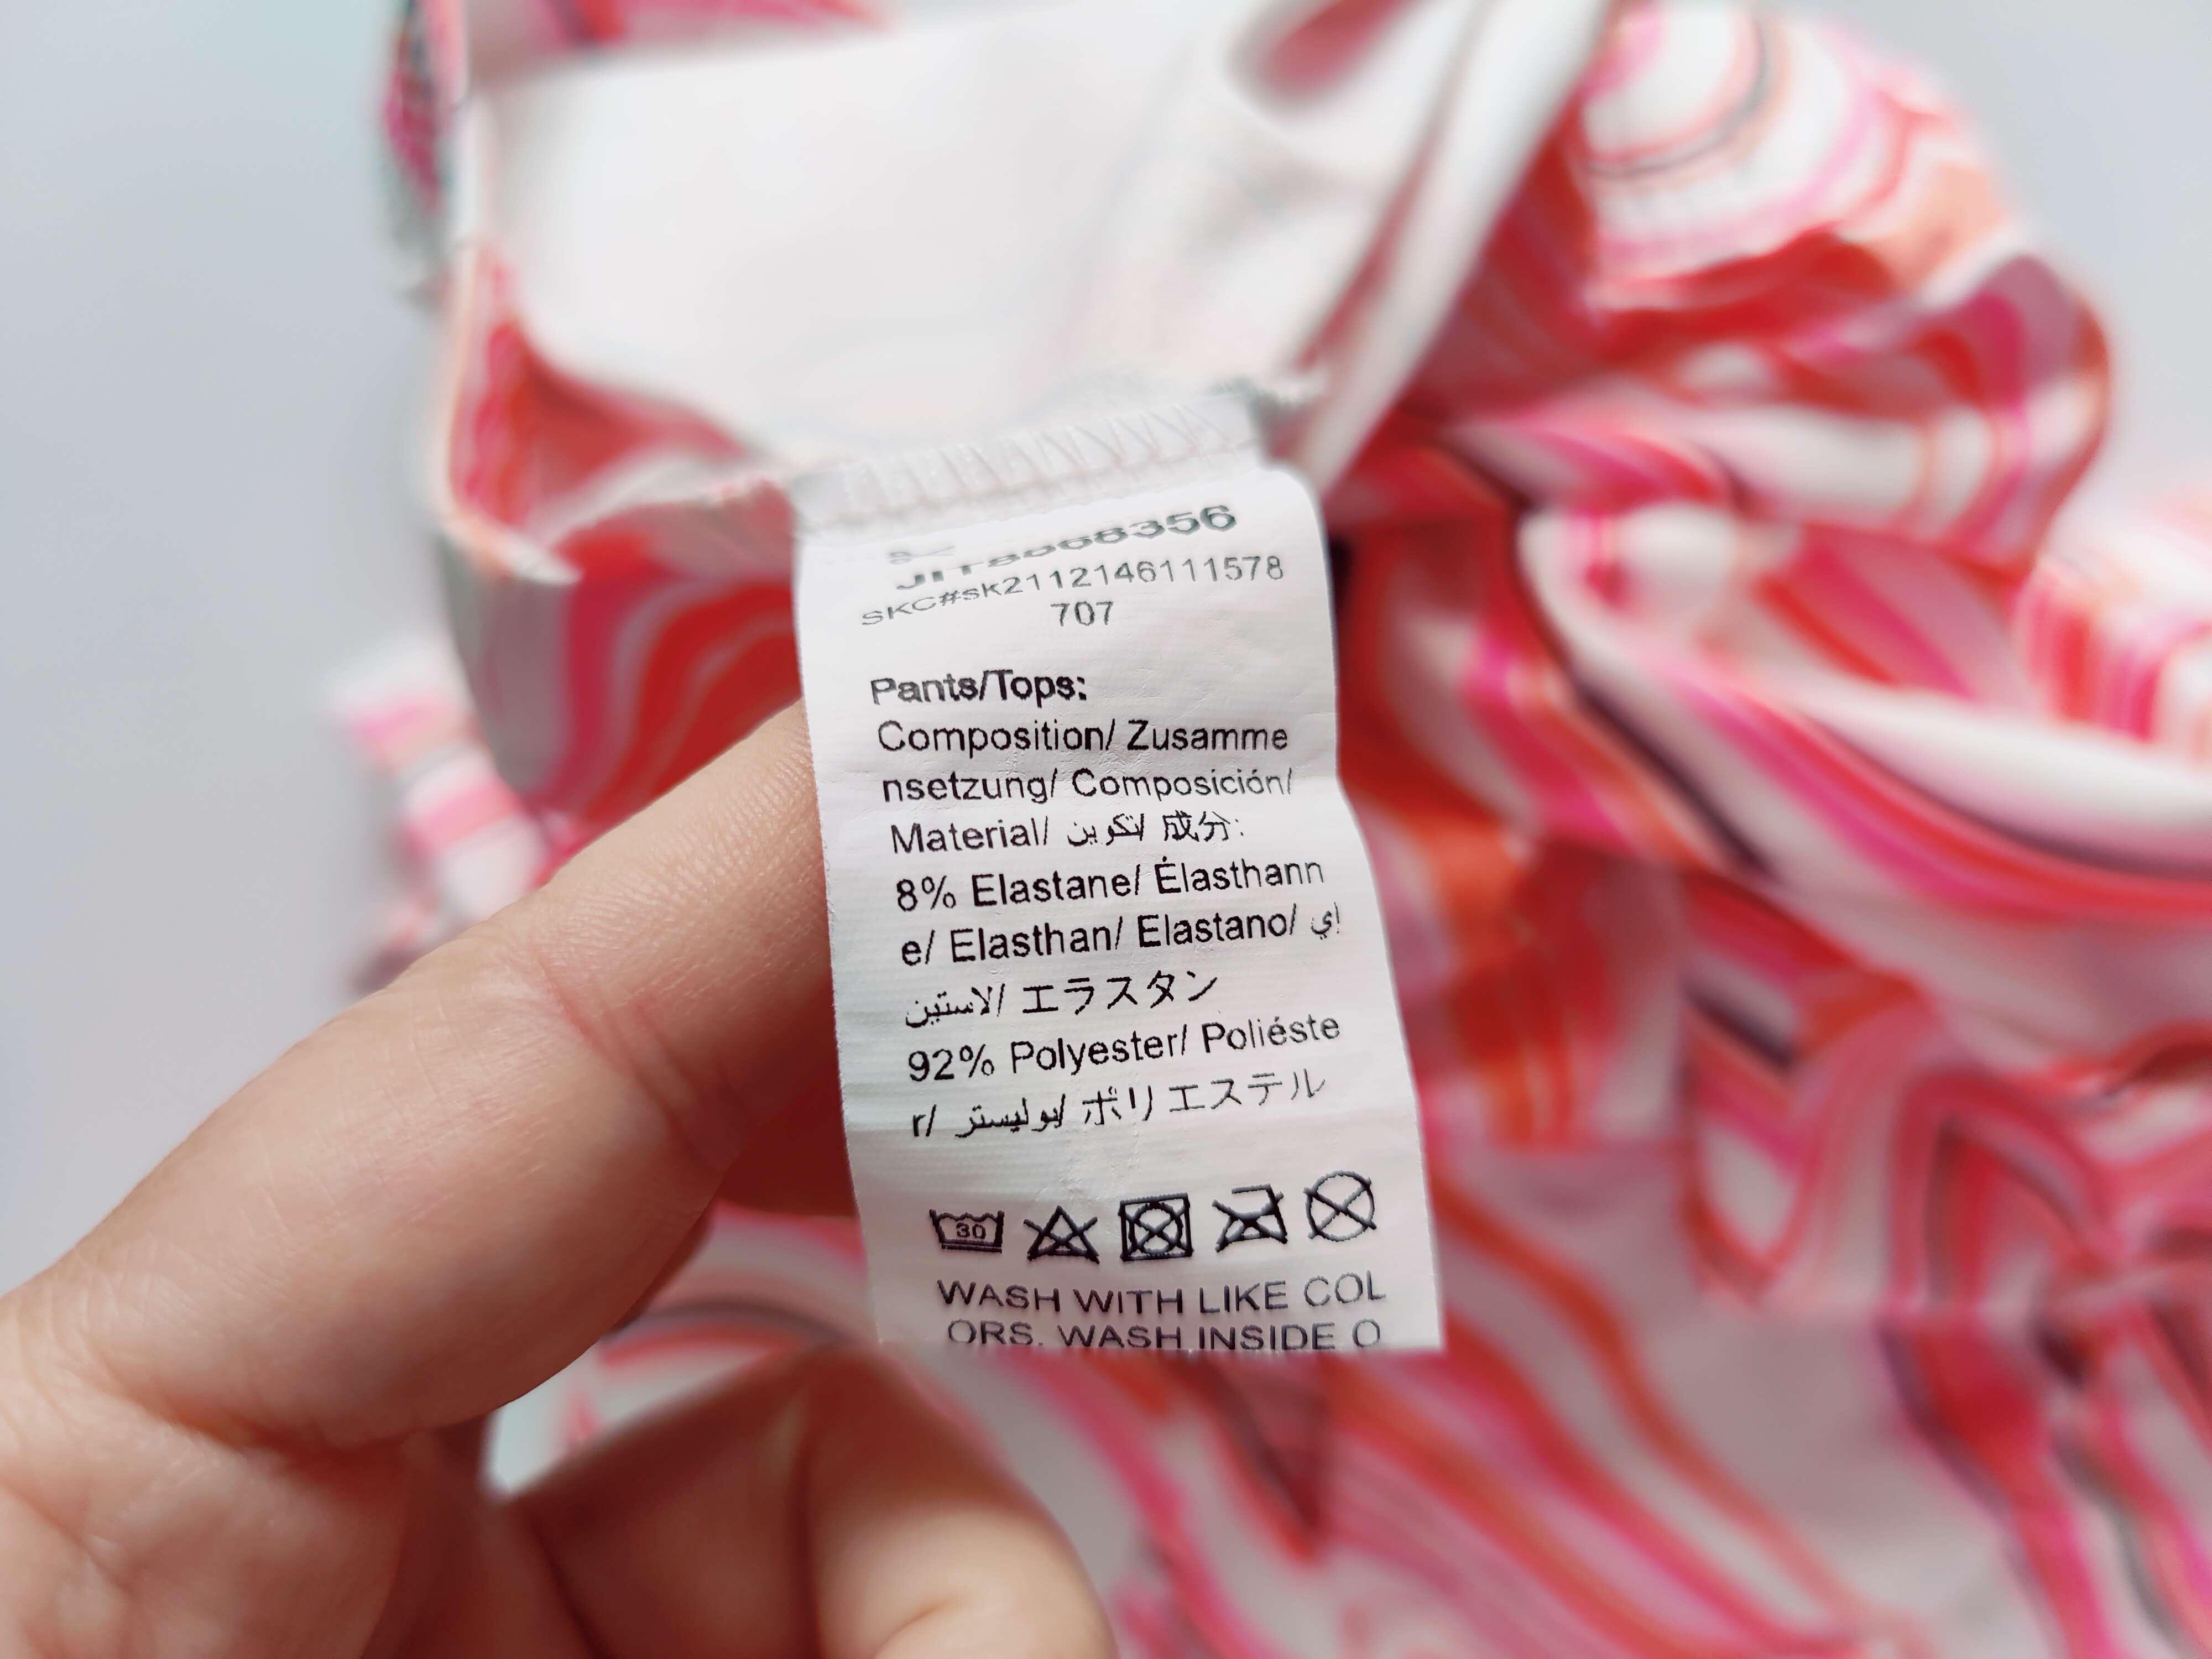 SKC#sk2112146111578
707
Pants/Tops:
Composition/ Zusamme
nsetzung/ Composición/
Material/ تكوين/ 成分:
8% Elastane/ Élasthann
e/ Elasthan/ Elastano/ إي
لاستين/ エラスタン
92% Polyester/ Poliéste
r/ بوليستر/ ポリエステル
30
WASH WITH LIKE COL
ORS. WASH INSIDE O